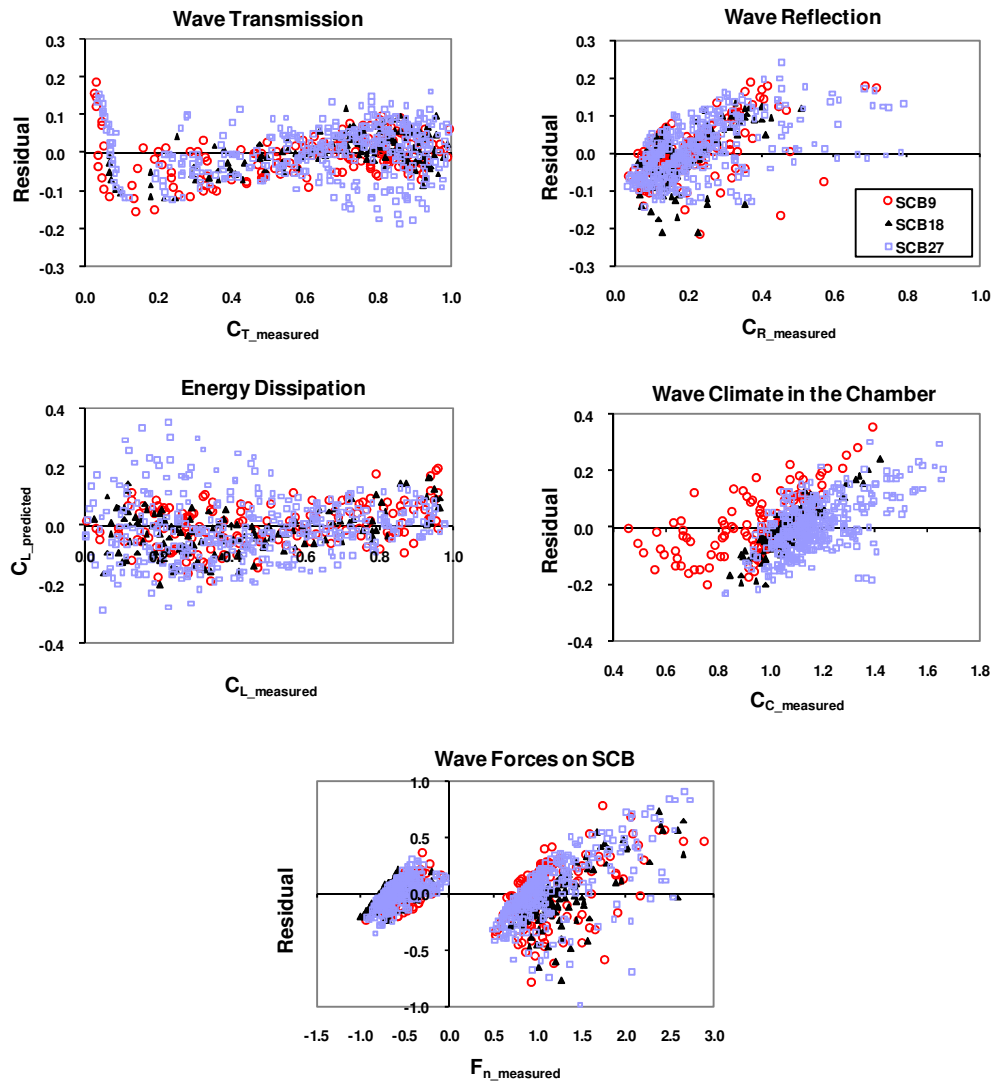 Wave Transmission
0.3
0.2
0.1
0.0
-0.1
-0.2
-0.3
Residual
0.0 0.2 0.4 0.6 0.8 1.0
C_T_measured
Wave Reflection
0.3
0.2
0.1
0.0
-0.1
-0.2
-0.3
Residual
SCB9
SCB18
SCB27
0.0 0.2 0.4 0.6 0.8 1.0
C_R_measured
Energy Dissipation
0.4
0.2
0.0
-0.2
-0.4
C_L_predicted
0.0 0.2 0.4 0.6 0.8 1.0
C_L_measured
Wave Climate in the Chamber
0.4
0.2
0.0
-0.2
-0.4
Residual
0.4 0.6 0.8 1.0 1.2 1.4 1.6 1.8
C_C_measured
Wave Forces on SCB
1.0
0.5
0.0
-0.5
-1.0
Residual
-1.5 -1.0 -0.5 0.0 0.5 1.0 1.5 2.0 2.5 3.0
F_n_measured